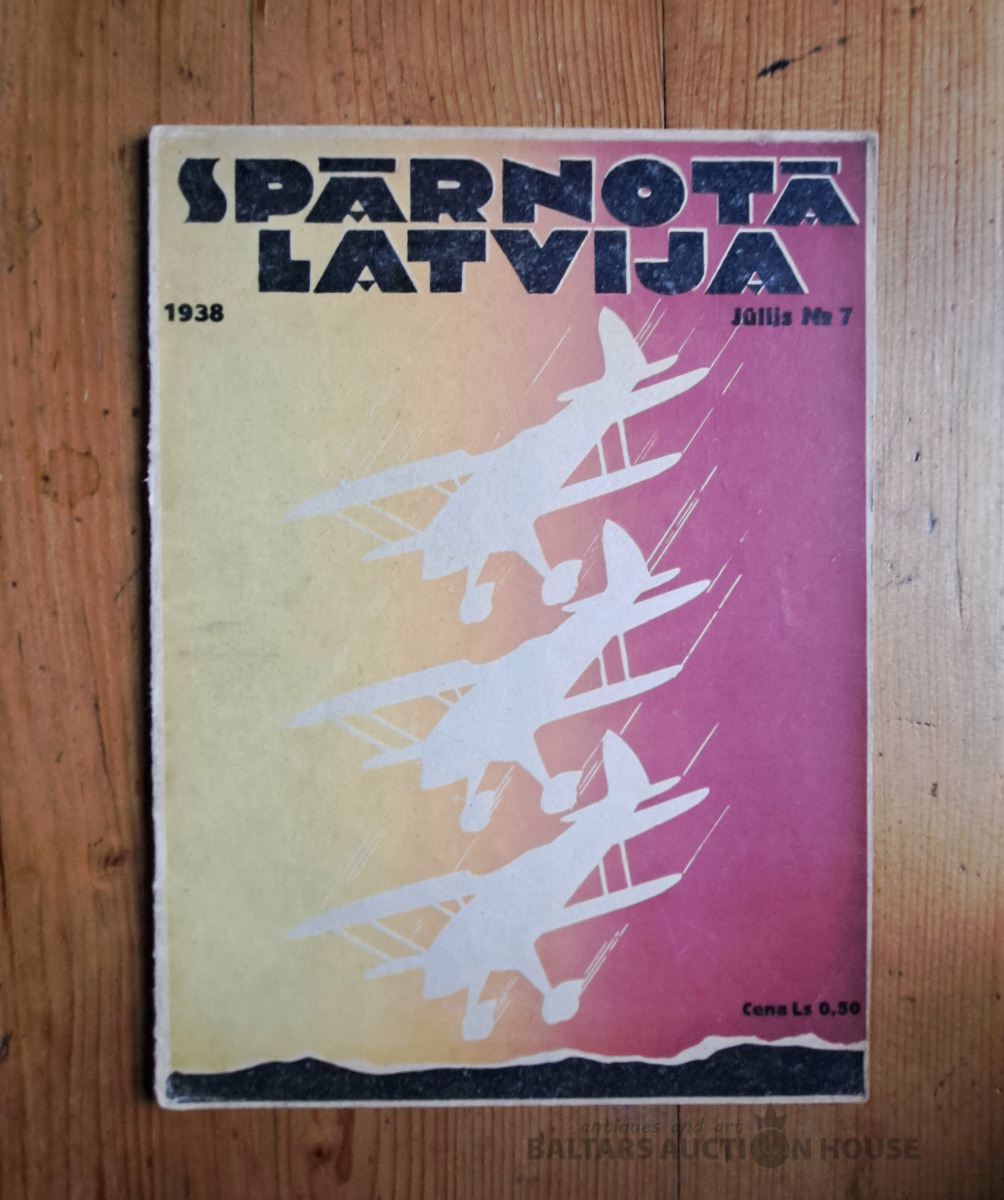 SPĀRNOTĀ
LATVIJA
1938
Jūlijs № 7
Cena Ls 0,50
antiques and art
BALTARS AUCTION HOUSE